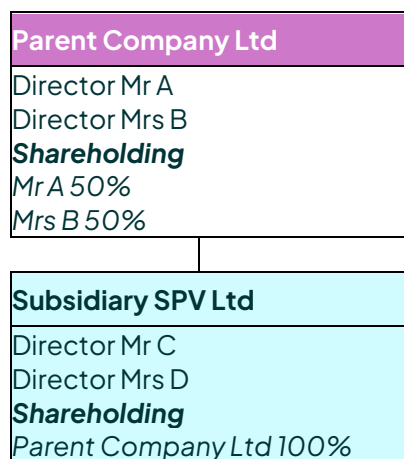 Parent Company Ltd
Director Mr A
Director Mrs B
Shareholding
Mr A 50%
Mrs B 50%
Subsidiary SPV Ltd
Director Mr C
Director Mrs D
Shareholding
Parent Company Ltd 100%